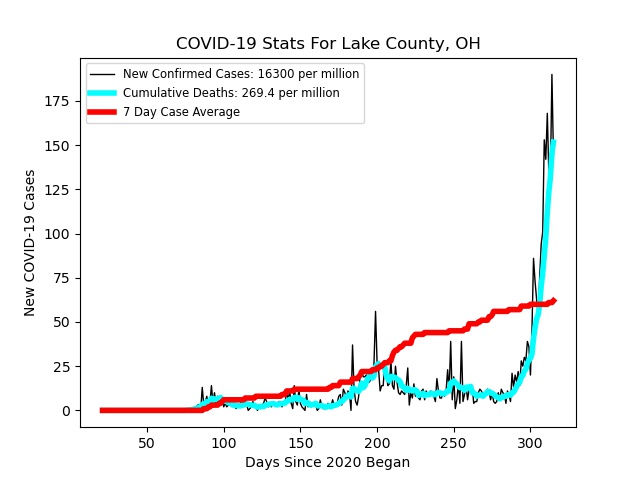 COVID-19 Stats For Lake County, OH
New Confirmed Cases: 16300 per million
Cumulative Deaths: 269.4 per million
7 Day Case Average
New COVID-19 Cases
175
150
125
100
75
50
25
0
50 100 150 200 250 300
Days Since 2020 Began